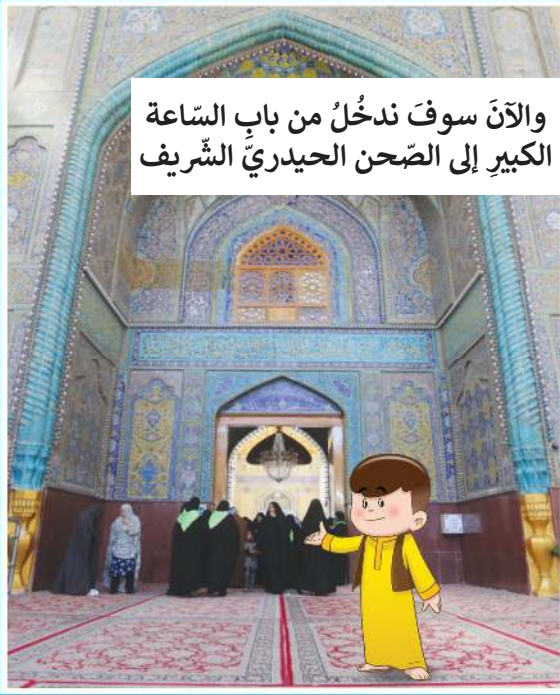 والآنَ سوفَ ندخُلُ من بابِ السّاعة
الكبيرِ إلى الصّحن الحيدريّ الشّريف